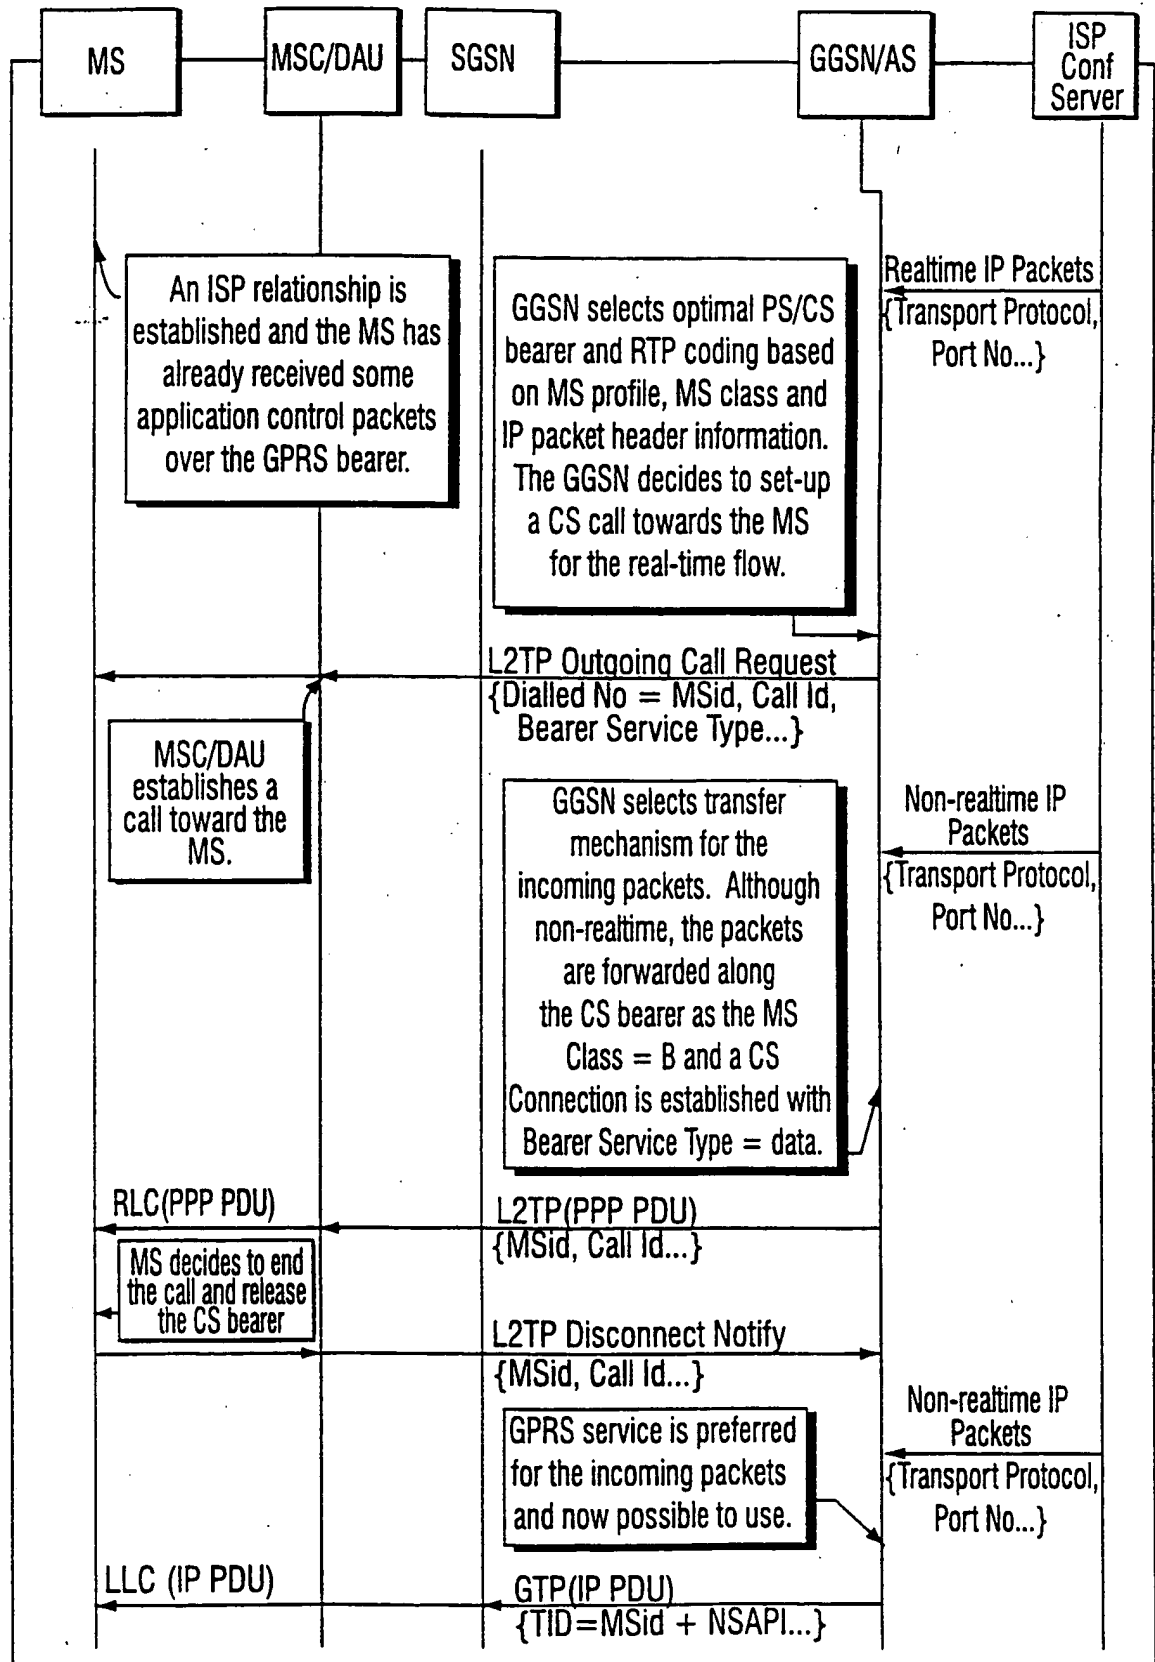 MS
MSC/DAU
SGSN
GGSN/AS
ISP
Conf
Server
An ISP relationship is
established and the MS has
already received some
application control packets
over the GPRS bearer.
GGSN selects optimal PS/CS
bearer and RTP coding based
on MS profile, MS class and
IP packet header information.
The GGSN decides to set-up
a CS call towards the MS
for the real-time flow.
Realtime IP Packets
{Transport Protocol,
Port No...}
L2TP Outgoing Call Request
{Dialled No = MSid, Call Id,
Bearer Service Type...}
MSC/DAU
establishes a
call toward the
MS.
GGSN selects transfer
mechanism for the
incoming packets. Although
non-realtime, the packets
are forwarded along
the CS bearer as the MS
Class = B and a CS
Connection is established with
Bearer Service Type = data.
Non-realtime IP
Packets
{Transport Protocol,
Port No...}
RLC(PPP PDU)
L2TP(PPP PDU)
{MSid, Call Id...}
MS decides to end
the call and release
the CS bearer
L2TP Disconnect Notify
{MSid, Call Id...}
GPRS service is preferred
for the incoming packets
and now possible to use.
Non-realtime IP
Packets
{Transport Protocol,
Port No...}
LLC (IP PDU)
GTP(IP PDU)
{TID=MSid + NSAPI...}